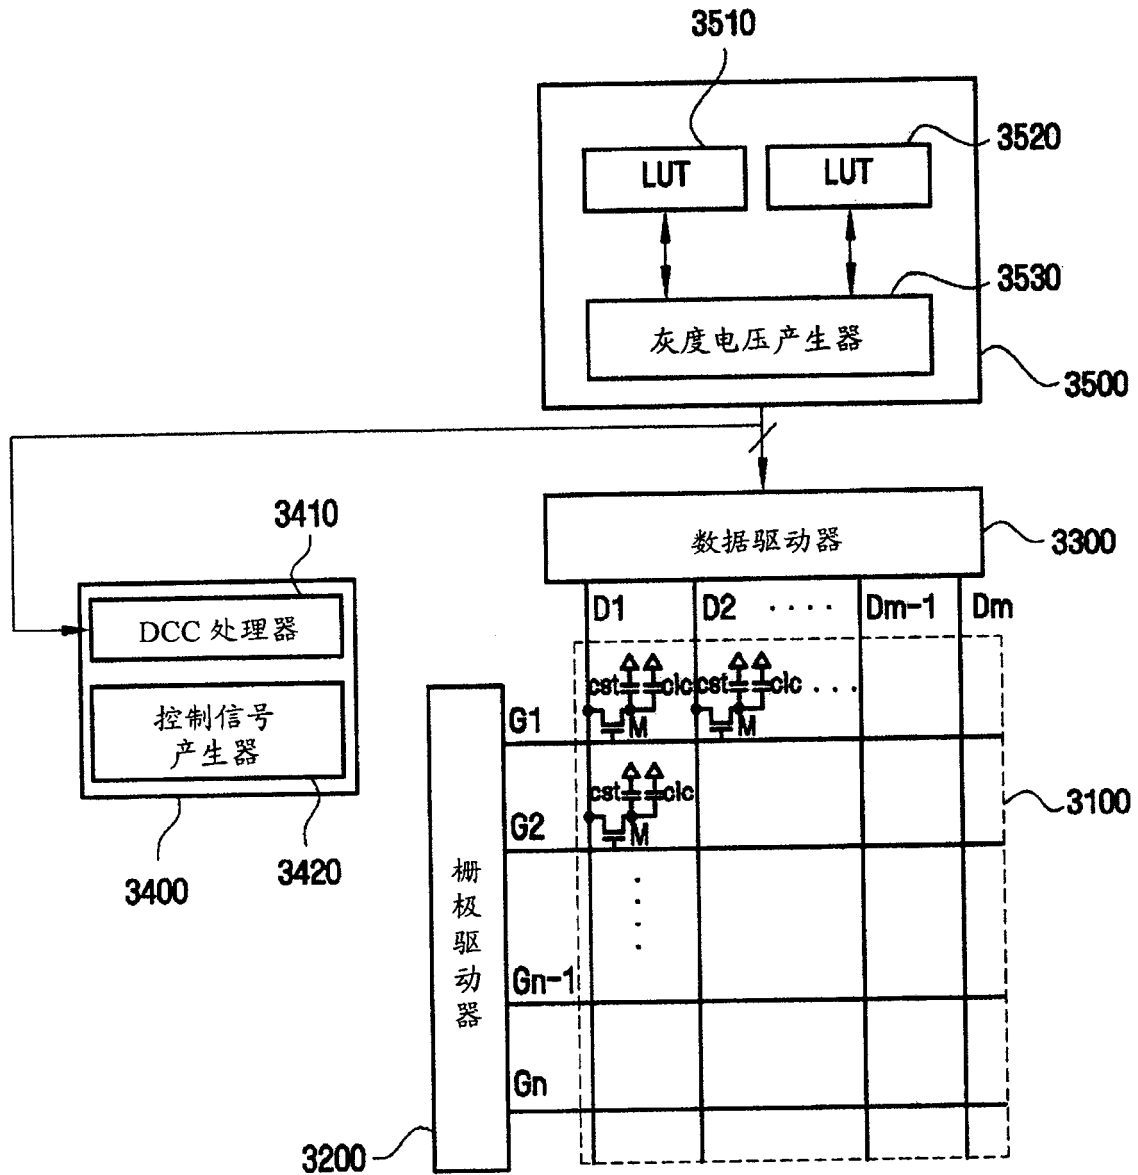 3510
3520
LUT
LUT
3530
灰度电压产生器
3500
3410
数据驱动器
3300
DCC 处理器
D1
D2
....
Dm-1
Dm
cst
clc
cst
clc
....
控制信号
产生器
G1
M
M
cst
clc
3100
G2
M
3400
3420
栅极驱动器
....
Gn-1
Gn
3200